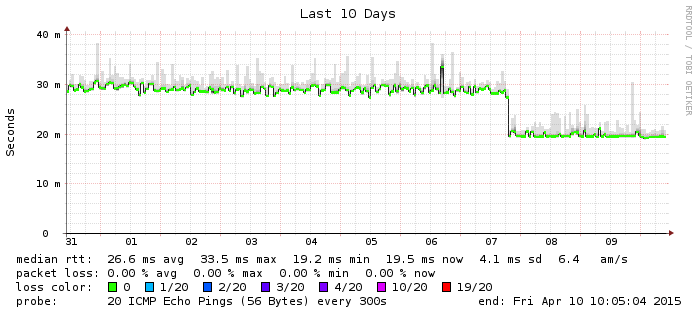 Last 10 Days
RRDTOOL / TOBI OETIKER
Seconds
40 m
30 m
20 m
10 m
0
31 01 02 03 04 05 06 07 08 09
median rtt: 26.6 ms avg 33.5 ms max 19.2 ms min 19.5 ms now 4.1 ms sd 6.4 am/s
packet loss: 0.00 % avg 0.00 % max 0.00 % min 0.00 % now
loss color: 0 1/20 2/20 3/20 4/20 10/20 19/20
probe: 20 ICMP Echo Pings (56 Bytes) every 300s end: Fri Apr 10 10:05:04 2015